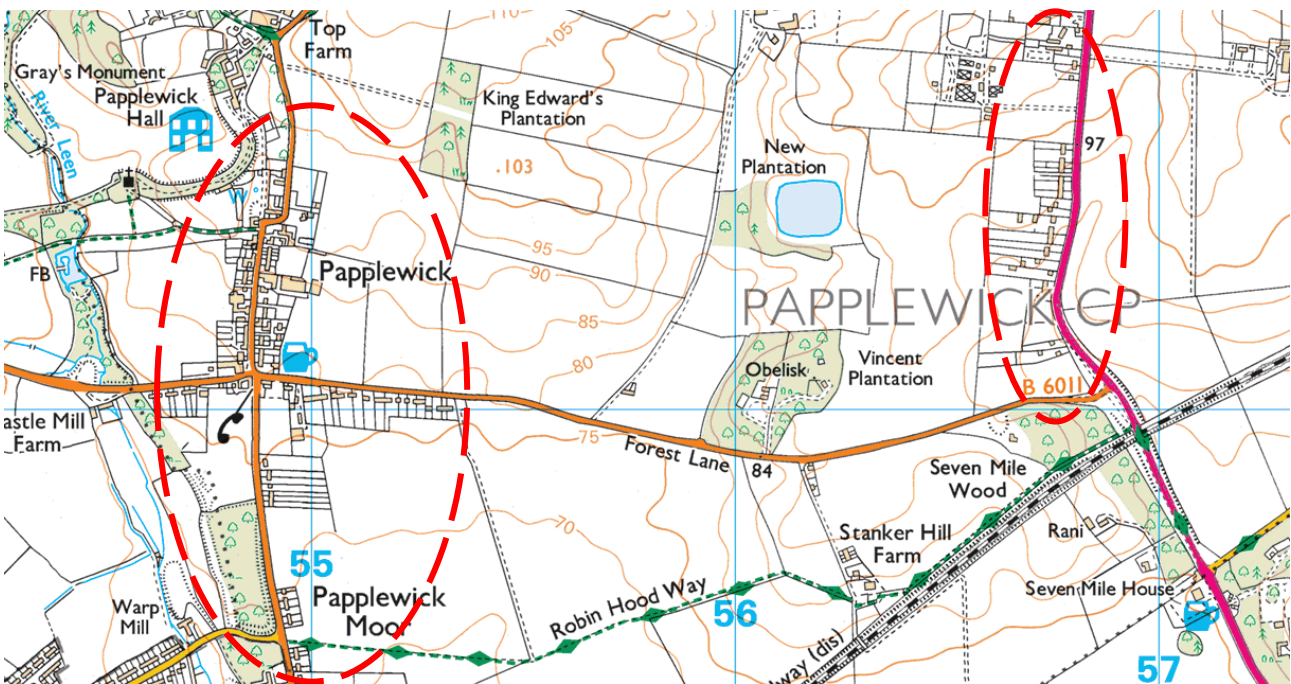 110
105
Top
Farm
Gray's Monument
Papplewick
Hall
River Leen
King Edward's
Plantation
.103
New
Plantation
97
W
95
90
FB
Papplewick
85
80
PAPPLEWICK CP
Obelisk
Vincent
Plantation
B 6011
astle Mill
Farm
75
Forest Lane
84
Seven Mile
Wood
70
Stanker Hill
Farm
Rani
55
Papplewick
Moor
Robin Hood Way
56
Seven Mile House
Warp
Mill
lway (dis)
57